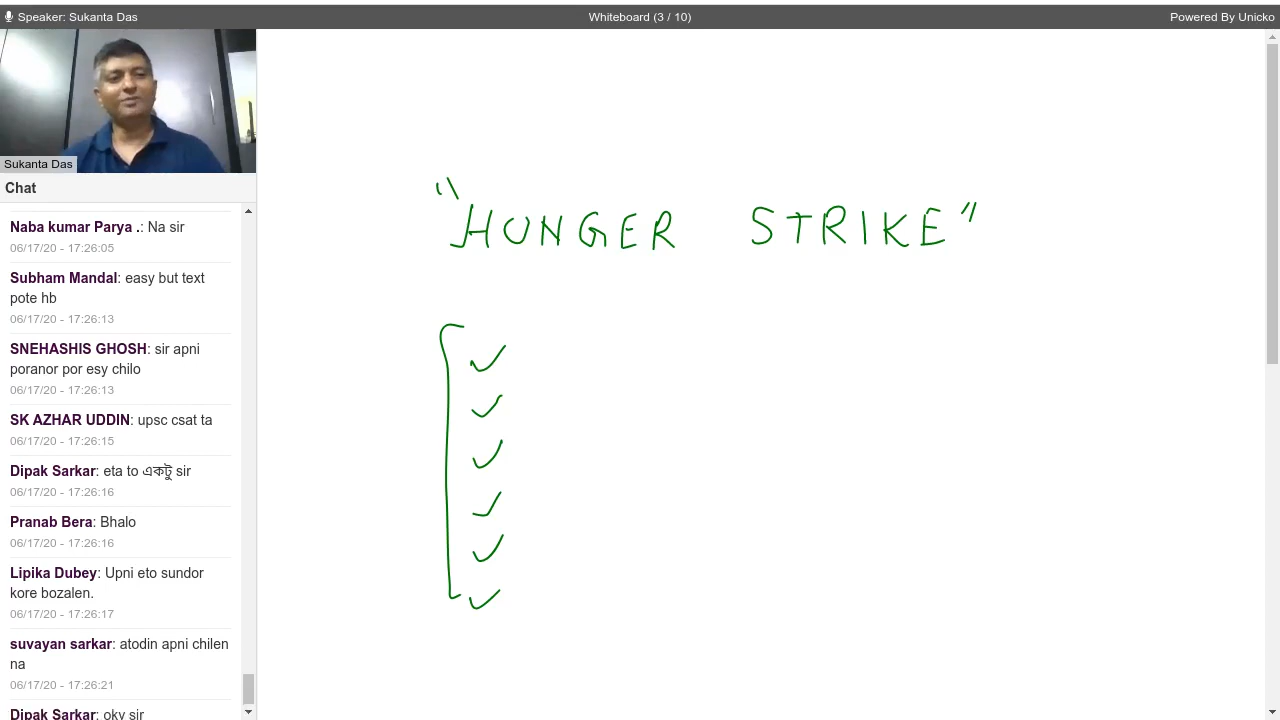 Speaker: Sukanta Das
Whiteboard (3 / 10)
Powered By Unicko
Sukanta Das
Chat
Naba kumar Parya .: Na sir
06/17/20 - 17:26:05
Subham Mandal: easy but text
pote hb
06/17/20 - 17:26:13
SNEHASHIS GHOSH: sir apni
poranor por esy chilo
06/17/20 - 17:26:13
SK AZHAR UDDIN: upsc csat ta
06/17/20 - 17:26:15
Dipak Sarkar: eta to একটু sir
06/17/20 - 17:26:16
Pranab Bera: Bhalo
06/17/20 - 17:26:16
Lipika Dubey: Upni eto sundor
kore bozalen.
06/17/20 - 17:26:17
suvayan sarkar: atodin apni chilen
na
06/17/20 - 17:26:21
Dipak Sarkar: oky sir
"HUNGER STRIKE"